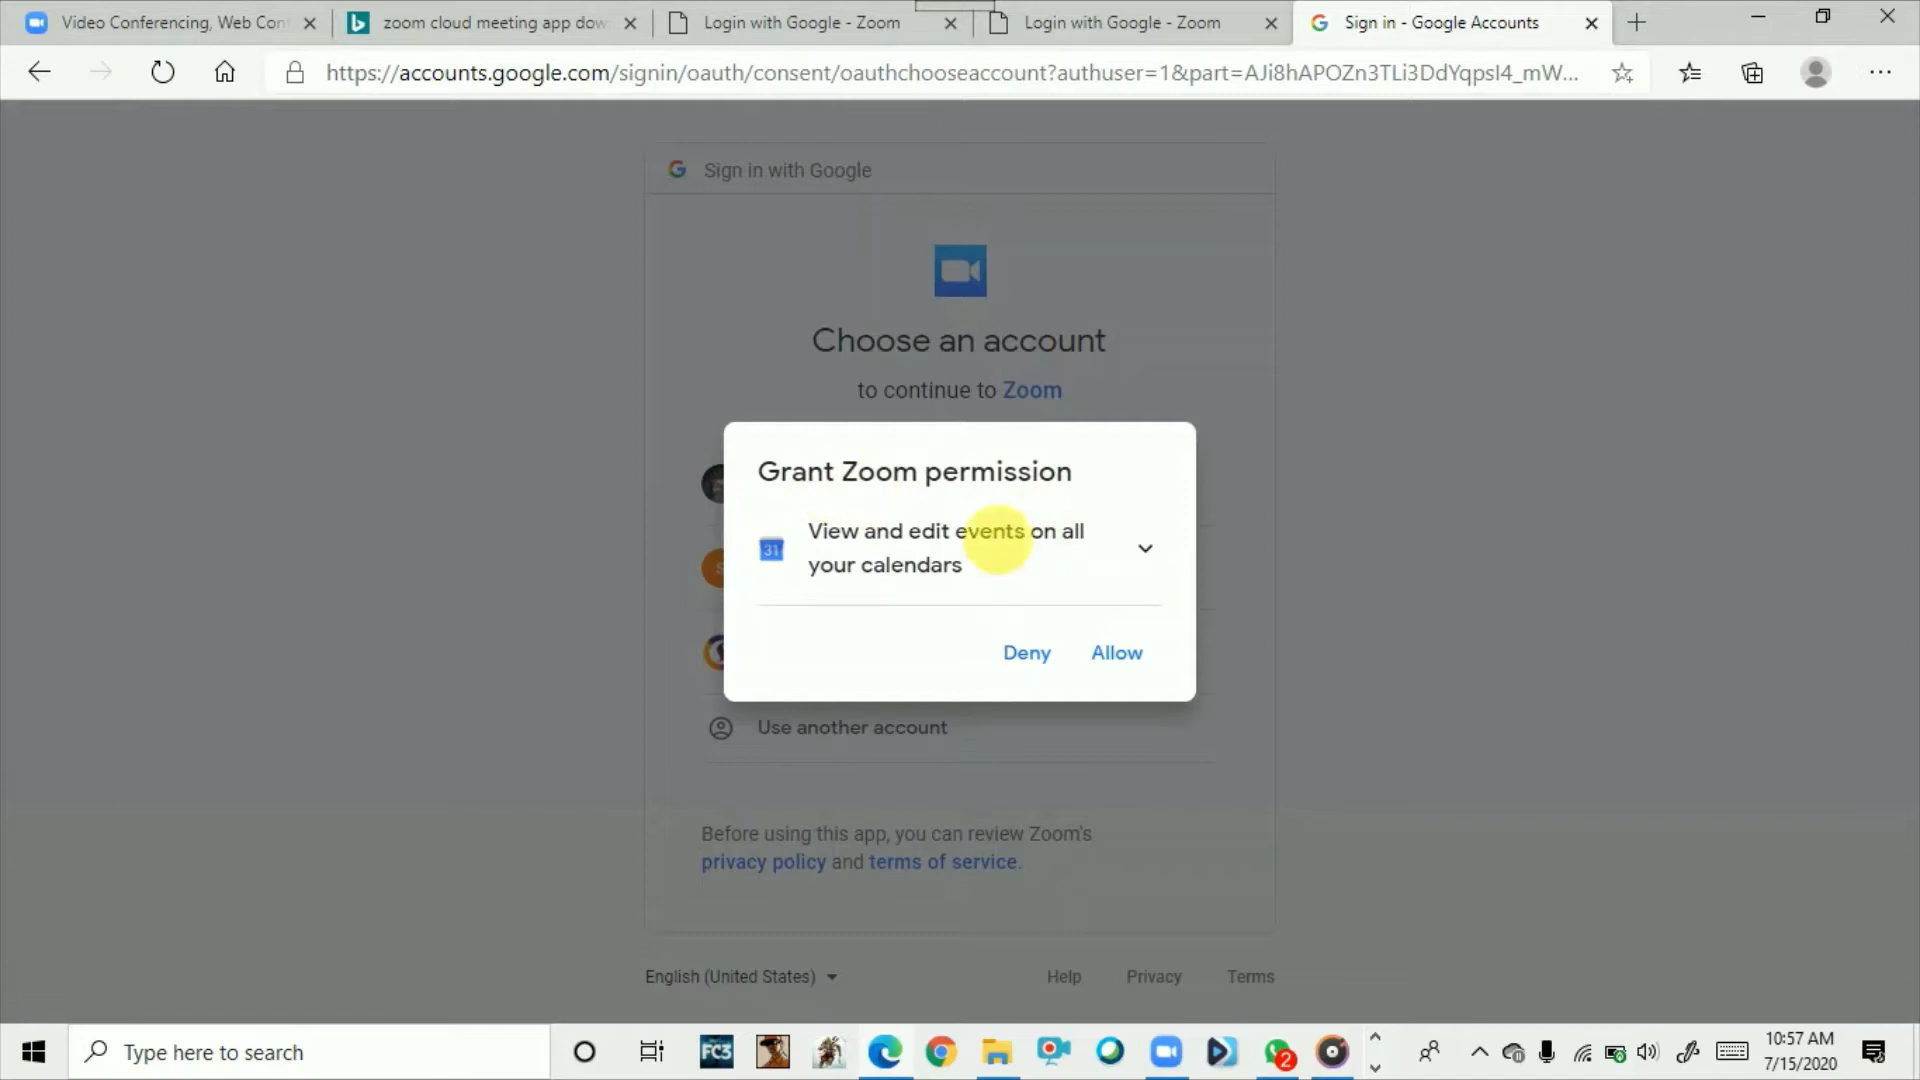 Video Conferencing, Web Con
zoom cloud meeting app dow
Login with Google - Zoom
Login with Google - Zoom
Sign in - Google Accounts
https://accounts.google.com/signin/oauth/consent/oauthchooseaccount?authuser=1&part=AJi8hAPOZn3TLi3DdYqpsI4_mW...
Sign in with Google
Choose an account
to continue to Zoom
Grant Zoom permission
31
View and edit events on all
your calendars
Deny
Allow
Use another account
Before using this app, you can review Zoom's
privacy policy and terms of service.
English (United States)
Help
Privacy
Terms
Type here to search
FC3
2
10:57 AM
7/15/2020